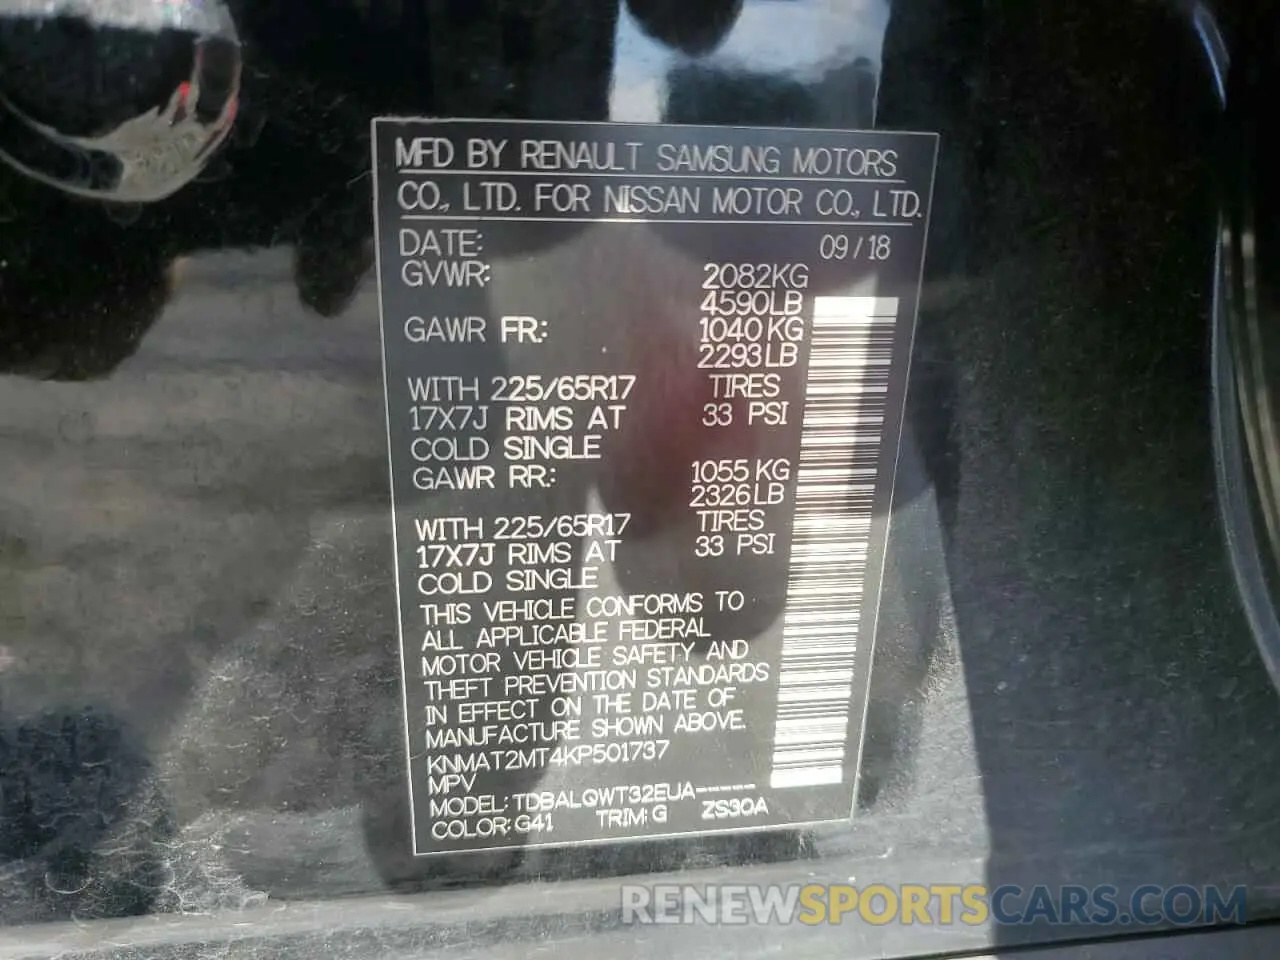 MFD BY RENAULT SAMSUNG MOTORS
CO., LTD. FOR NISSAN MOTOR CO., LTD.
DATE: 09/18
GVWR: 2082KG
4590LB
GAWR FR.: 1040KG
2293LB
WITH 225/65R17 TIRES
17X7J RIMS AT 33 PSI
COLD SINGLE
GAWR RR.: 1055KG
2326LB
WITH 225/65R17 TIRES
17X7J RIMS AT 33 PSI
COLD SINGLE
THIS VEHICLE CONFORMS TO
ALL APPLICABLE FEDERAL
MOTOR VEHICLE SAFETY AND
THEFT PREVENTION STANDARDS
IN EFFECT ON THE DATE OF
MANUFACTURE SHOWN ABOVE.
KNMAT2MT4KP501737
MPV
MODEL: TDBALQWT32EUA-----
COLOR: G41 TRIM: G ZS30A
RENEWSPORTSCARS.COM